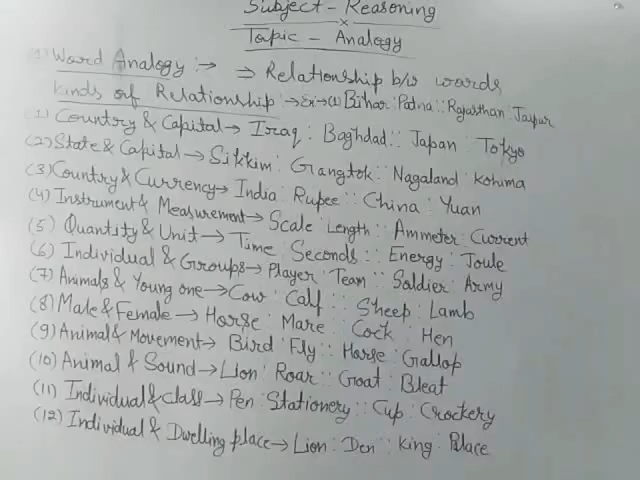 Subject - Reasoning
×
Topic - Analogy
(1) Word Analogy :→ ⇒ Relationship b/w words
Kinds of Relationship :→ Ex→(1) Bihar : Patna :: Rajasthan : Jaipur
(1) Country & Capital → Iraq : Baghdad :: Japan : Tokyo
(2) State & Capital → Sikkim : Gangtok :: Nagaland : Kohima
(3) Country & Currency → India : Rupee :: China : Yuan
(4) Instrument & Measurement → Scale : Length :: Ammeter : Current
(5) Quantity & Unit → Time : Seconds :: Energy : Joule
(6) Individual & Groups → Player : Team :: Saldier : Army
(7) Animals & Young one → Cow : Calf :: Sheep : Lamb
(8) Male & Female → Horse : Mare :: Cock : Hen
(9) Animal & Movement → Bird : Fly :: Horse : Gallop
(10) Animal & Sound → Lion : Roar :: Goat : Bleat
(11) Individual & class → Pen : Stationery :: Cup : Crockery
(12) Individual & Dwelling place → Lion : Den :: King : Palace